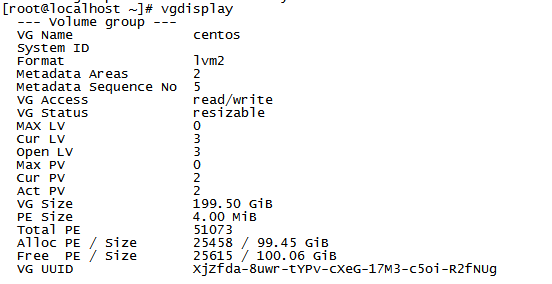 [root@localhost ~]# vgdisplay
--- Volume group ---
VG Name centos
System ID
Format lvm2
Metadata Areas 2
Metadata Sequence No 5
VG Access read/write
VG Status resizable
MAX LV 0
Cur LV 3
Open LV 3
Max PV 0
Cur PV 2
Act PV 2
VG Size 199.50 GiB
PE Size 4.00 MiB
Total PE 51073
Alloc PE / Size 25458 / 99.45 GiB
Free PE / Size 25615 / 100.06 GiB
VG UUID XjZfda-8uwr-tYPv-cXeG-17M3-c5oi-R2fNUg